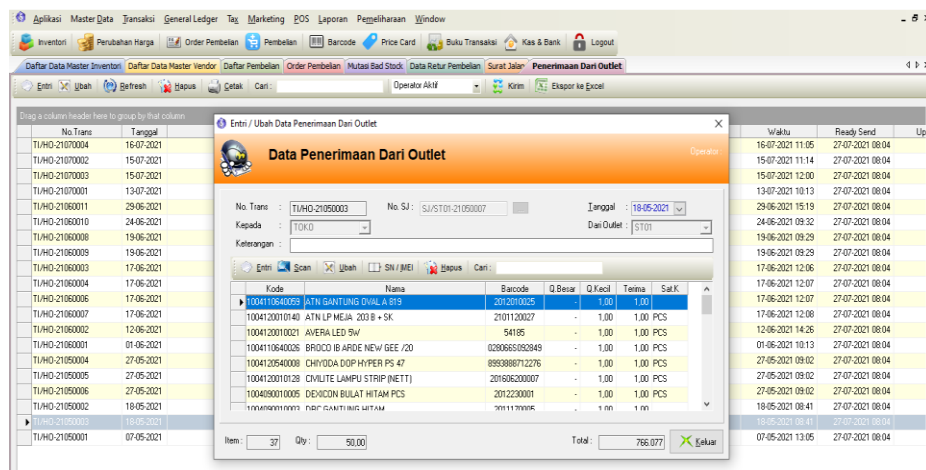 Aplikasi Master Data Transaksi General Ledger Tax Marketing POS Laporan Pemeliharaan Window
Inventori Perubahan Harga Order Pembelian Pembelian Barcode Price Card Buku Transaksi Kas & Bank Logout
Daftar Data Master Inventori Daftar Data Master Vendor Daftar Pembelian Order Pembelian Mutasi Bad Stock Data Retur Pembelian Surat Jalan Penerimaan Dari Outlet
Entri Ubah Refresh Hapus Cetak Cari: Operator Aktif Kirim Ekspor ke Excel
Drag a column header here to group by that column
No.Trans Tanggal Waktu Ready Send Up
TI/HO-21070004 16-07-2021 16-07-2021 11:05 27-07-2021 08:04
TI/HO-21070002 15-07-2021 15-07-2021 11:14 27-07-2021 08:04
TI/HO-21070003 15-07-2021 15-07-2021 12:00 27-07-2021 08:04
TI/HO-21070001 13-07-2021 13-07-2021 10:13 27-07-2021 08:04
TI/HO-21060011 29-06-2021 29-06-2021 15:19 27-07-2021 08:04
TI/HO-21060010 24-06-2021 24-06-2021 09:32 27-07-2021 08:04
TI/HO-21060008 19-06-2021 19-06-2021 09:29 27-07-2021 08:04
TI/HO-21060009 19-06-2021 19-06-2021 09:29 27-07-2021 08:04
TI/HO-21060003 17-06-2021 17-06-2021 12:06 27-07-2021 08:04
TI/HO-21060004 17-06-2021 17-06-2021 12:07 27-07-2021 08:04
TI/HO-21060006 17-06-2021 17-06-2021 12:07 27-07-2021 08:04
TI/HO-21060007 17-06-2021 17-06-2021 12:08 27-07-2021 08:04
TI/HO-21060002 12-06-2021 12-06-2021 14:26 27-07-2021 08:04
TI/HO-21060001 01-06-2021 01-06-2021 10:13 27-07-2021 08:04
TI/HO-21050004 27-05-2021 27-05-2021 09:02 27-07-2021 08:04
TI/HO-21050005 27-05-2021 27-05-2021 09:02 27-07-2021 08:04
TI/HO-21050006 27-05-2021 27-05-2021 09:02 27-07-2021 08:04
TI/HO-21050002 18-05-2021 18-05-2021 08:41 27-07-2021 08:04
TI/HO-21050003 18-05-2021 18-05-2021 08:41 27-07-2021 08:04
TI/HO-21050001 07-05-2021 07-05-2021 13:05 27-07-2021 08:04
Entri / Ubah Data Penerimaan Dari Outlet
Data Penerimaan Dari Outlet Operator :
No. Trans : TI/HO-21050003 No. SJ : SJ/ST01-21050007 Tanggal : 18-05-2021
Kepada : TOKO Dari Outlet : ST01
Keterangan :
Entri Scan Ubah SN / IMEI Hapus Cari:
Kode Nama Barcode Q.Besar Q.Kecil Terima Sat.K
1004110640059 ATN GANTUNG OVAL A 819 2012010025 - 1,00 1,00
1004120010140 ATN LP MEJA 203 B + SK 2101120027 - 1,00 1,00 PCS
1004120010021 AVERA LED 5W 54185 - 1,00 1,00 PCS
1004110640026 BROCO IB ARDE NEW GEE /20 0280665092849 - 1,00 1,00 PCS
1004120540008 CHIYODA DOP HYPER PS 47 8993888712276 - 1,00 1,00 PCS
1004120010128 CIVILITE LAMPU STRIP (NETT) 201606200007 - 1,00 1,00 PCS
1004090010005 DEXICON BULAT HITAM PCS 2012230001 - 1,00 1,00 PCS
Item: 37 Qty : 50,00 Total : 766.077 Keluar